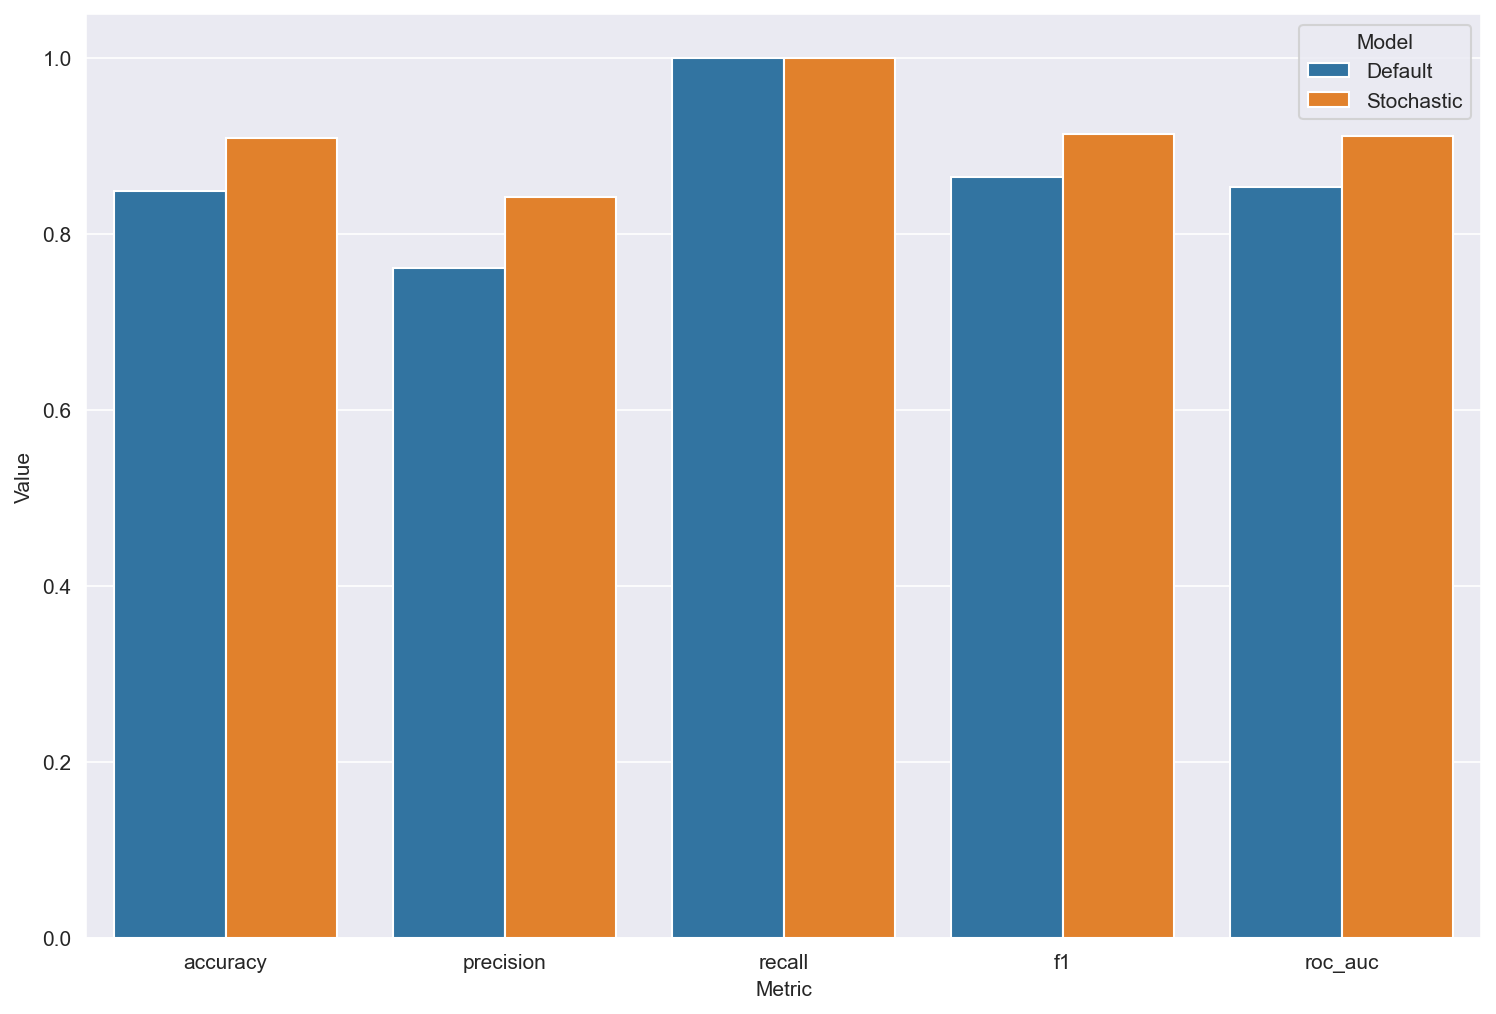 Model
Default
Stochastic
1.0
0.8
0.6
0.4
0.2
0.0
Value
accuracy precision recall f1 roc_auc
Metric